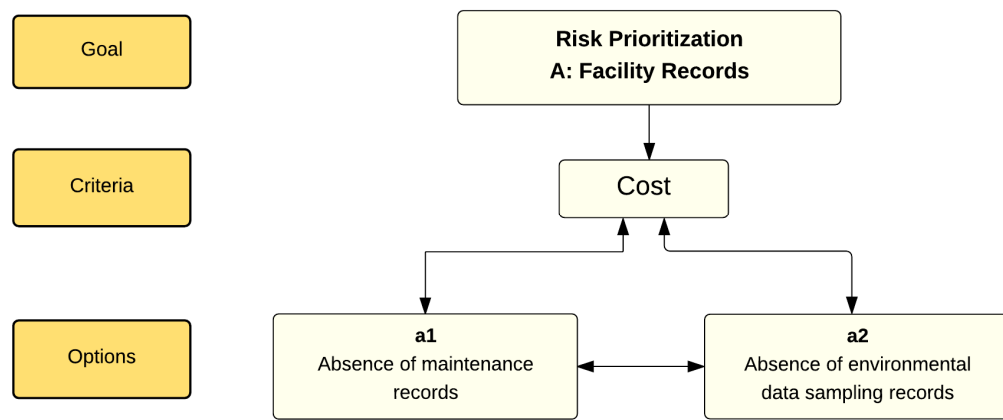 Goal
Risk Prioritization
A: Facility Records
Criteria
Cost
Options
a1
Absence of maintenance
records
a2
Absence of environmental
data sampling records